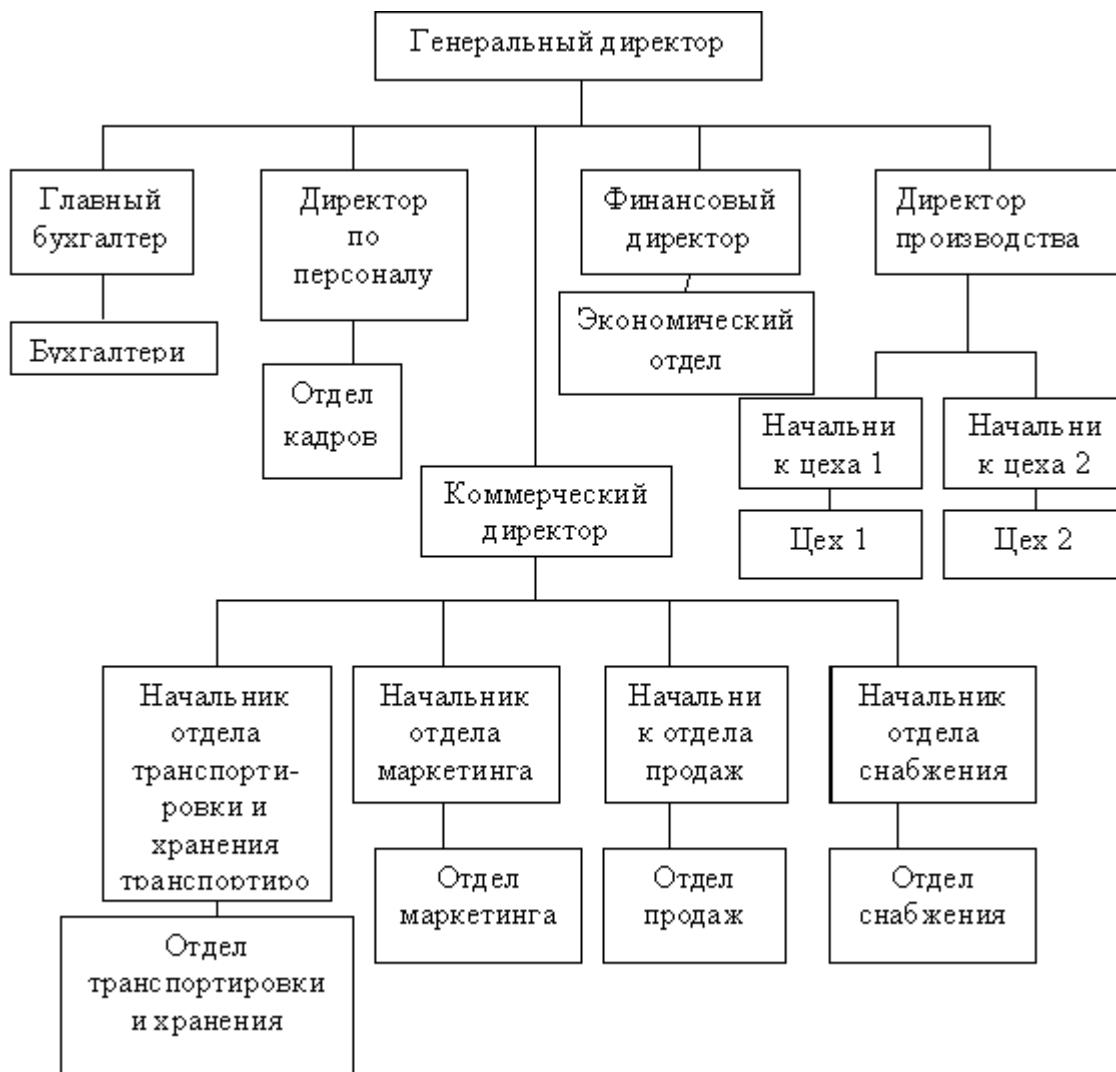 Генеральный директор
Главный
бухгалтер
Директор
по
персоналу
Финансовый
директор
Директор
производства
Бухгалтери
Экономический
отдел
Отдел
кадров
Начальни
к цеха 1
Начальни
к цеха 2
Коммерческий
директор
Цех 1
Цех 2
Начальник
отдела
транспорти-
ровки и
хранения
транспортиро
Начальник
отдела
маркетинга
Начальни
к отдела
продаж
Начальник
отдела
снабжения
Отдел
маркетинга
Отдел
продаж
Отдел
снабжения
Отдел
транспортировки
и хранения